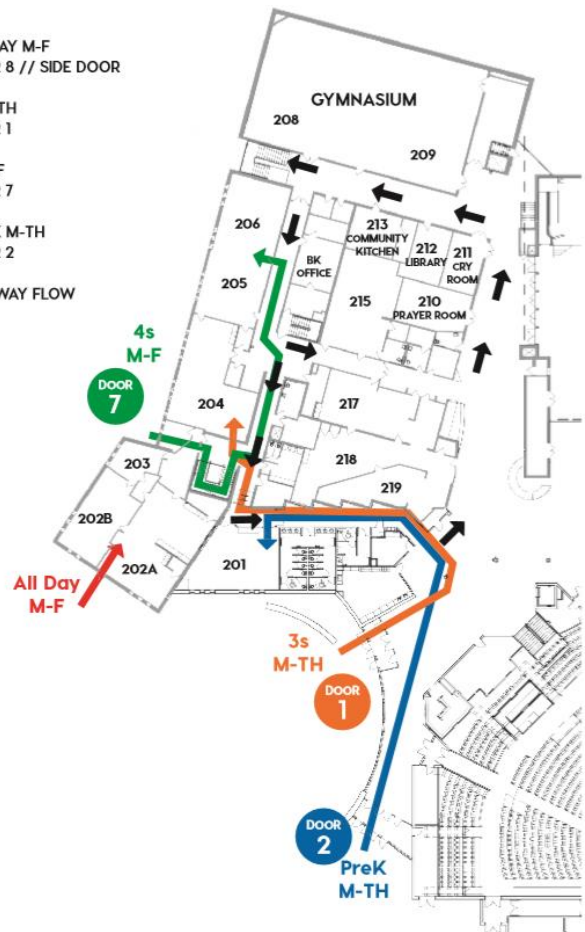 AY M-F
8 // SIDE DOOR
TH
1
F
7
M-TH
2
WAY FLOW
GYMNASIUM
208
209
206
213
COMMUNITY
KITCHEN
212
LIBRARY
211
CRY
ROOM
BK
OFFICE
205
215
210
PRAYER ROOM
4s
M-F
DOOR
7
204
217
203
218
219
202B
201
202A
All Day
M-F
3s
M-TH
DOOR
1
DOOR
2
PreK
M-TH